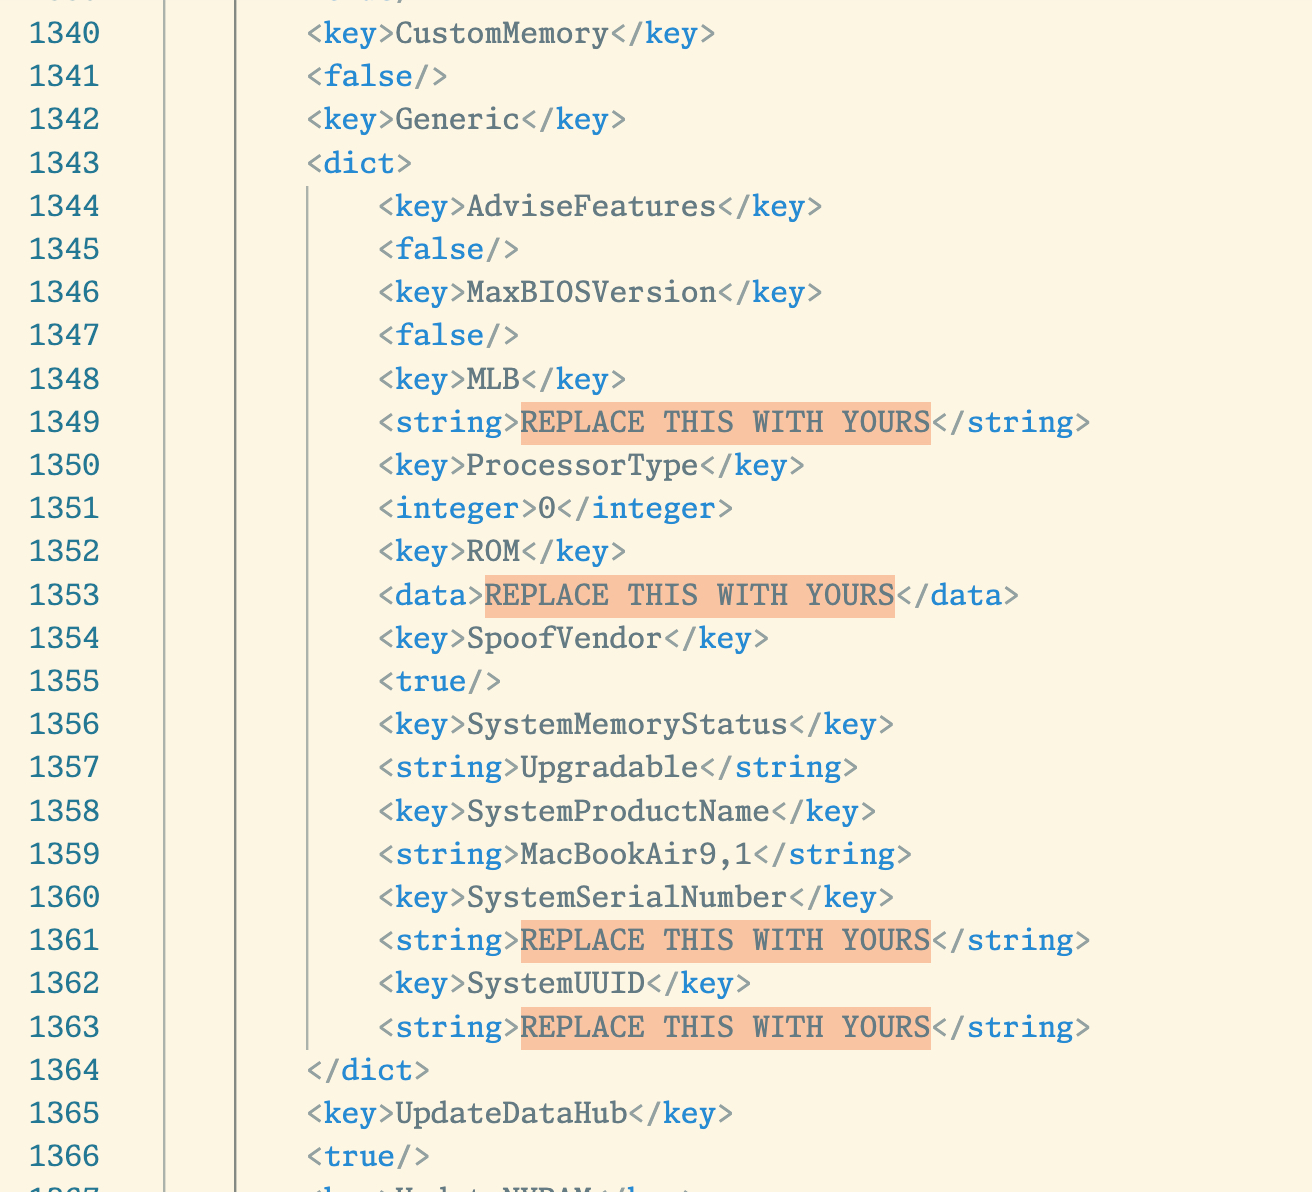 1340 <key>CustomMemory</key>
1341 <false/>
1342 <key>Generic</key>
1343 <dict>
1344 <key>AdviseFeatures</key>
1345 <false/>
1346 <key>MaxBIOSVersion</key>
1347 <false/>
1348 <key>MLB</key>
1349 <string>REPLACE THIS WITH YOURS</string>
1350 <key>ProcessorType</key>
1351 <integer>0</integer>
1352 <key>ROM</key>
1353 <data>REPLACE THIS WITH YOURS</data>
1354 <key>SpoofVendor</key>
1355 <true/>
1356 <key>SystemMemoryStatus</key>
1357 <string>Upgradable</string>
1358 <key>SystemProductName</key>
1359 <string>MacBookAir9,1</string>
1360 <key>SystemSerialNumber</key>
1361 <string>REPLACE THIS WITH YOURS</string>
1362 <key>SystemUUID</key>
1363 <string>REPLACE THIS WITH YOURS</string>
1364 </dict>
1365 <key>UpdateDataHub</key>
1366 <true/>